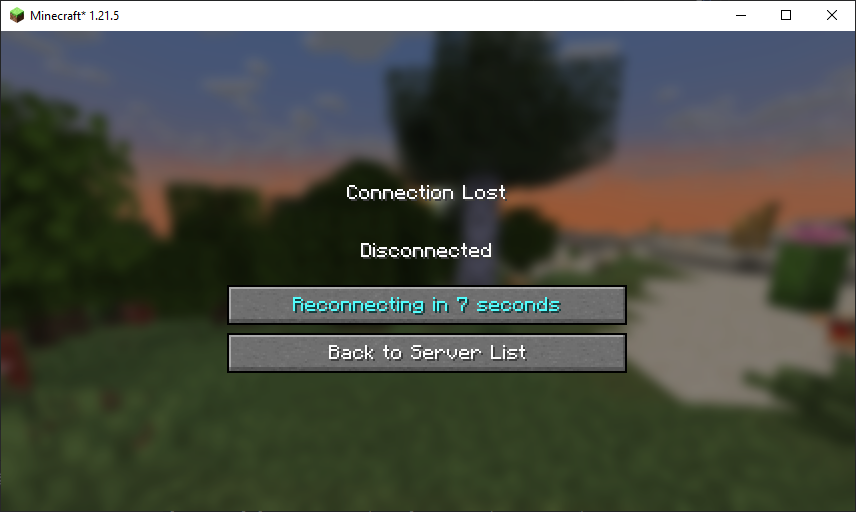 Minecraft* 1.21.5
Connection Lost
Disconnected
Reconnecting in 7 seconds
Back to Server List